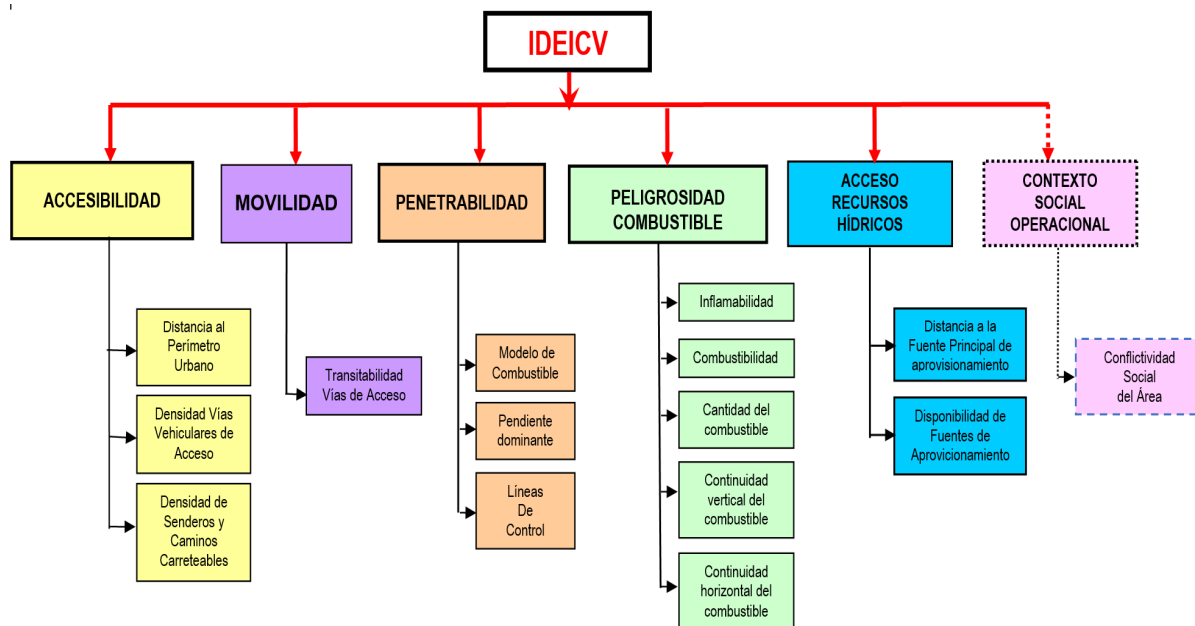 IDEICV
ACCESIBILIDAD
MOVILIDAD
PENETRABILIDAD
PELIGROSIDAD
COMBUSTIBLE
ACCESO
RECURSOS
HÍDRICOS
CONTEXTO
SOCIAL
OPERACIONAL
Distancia al
Perímetro
Urbano
Densidad Vías
Vehiculares de
Acceso
Densidad de
Senderos y
Caminos
Carreteables
Transitabilidad
Vías de Acceso
Modelo de
Combustible
Pendiente
dominante
Líneas
De
Control
Inflamabilidad
Combustibilidad
Cantidad del
combustible
Continuidad
vertical del
combustible
Continuidad
horizontal del
combustible
Distancia a la
Fuente Principal de
aprovisionamiento
Disponibilidad de
Fuentes de
Aprovicionamiento
Conflictividad
Social
del Área